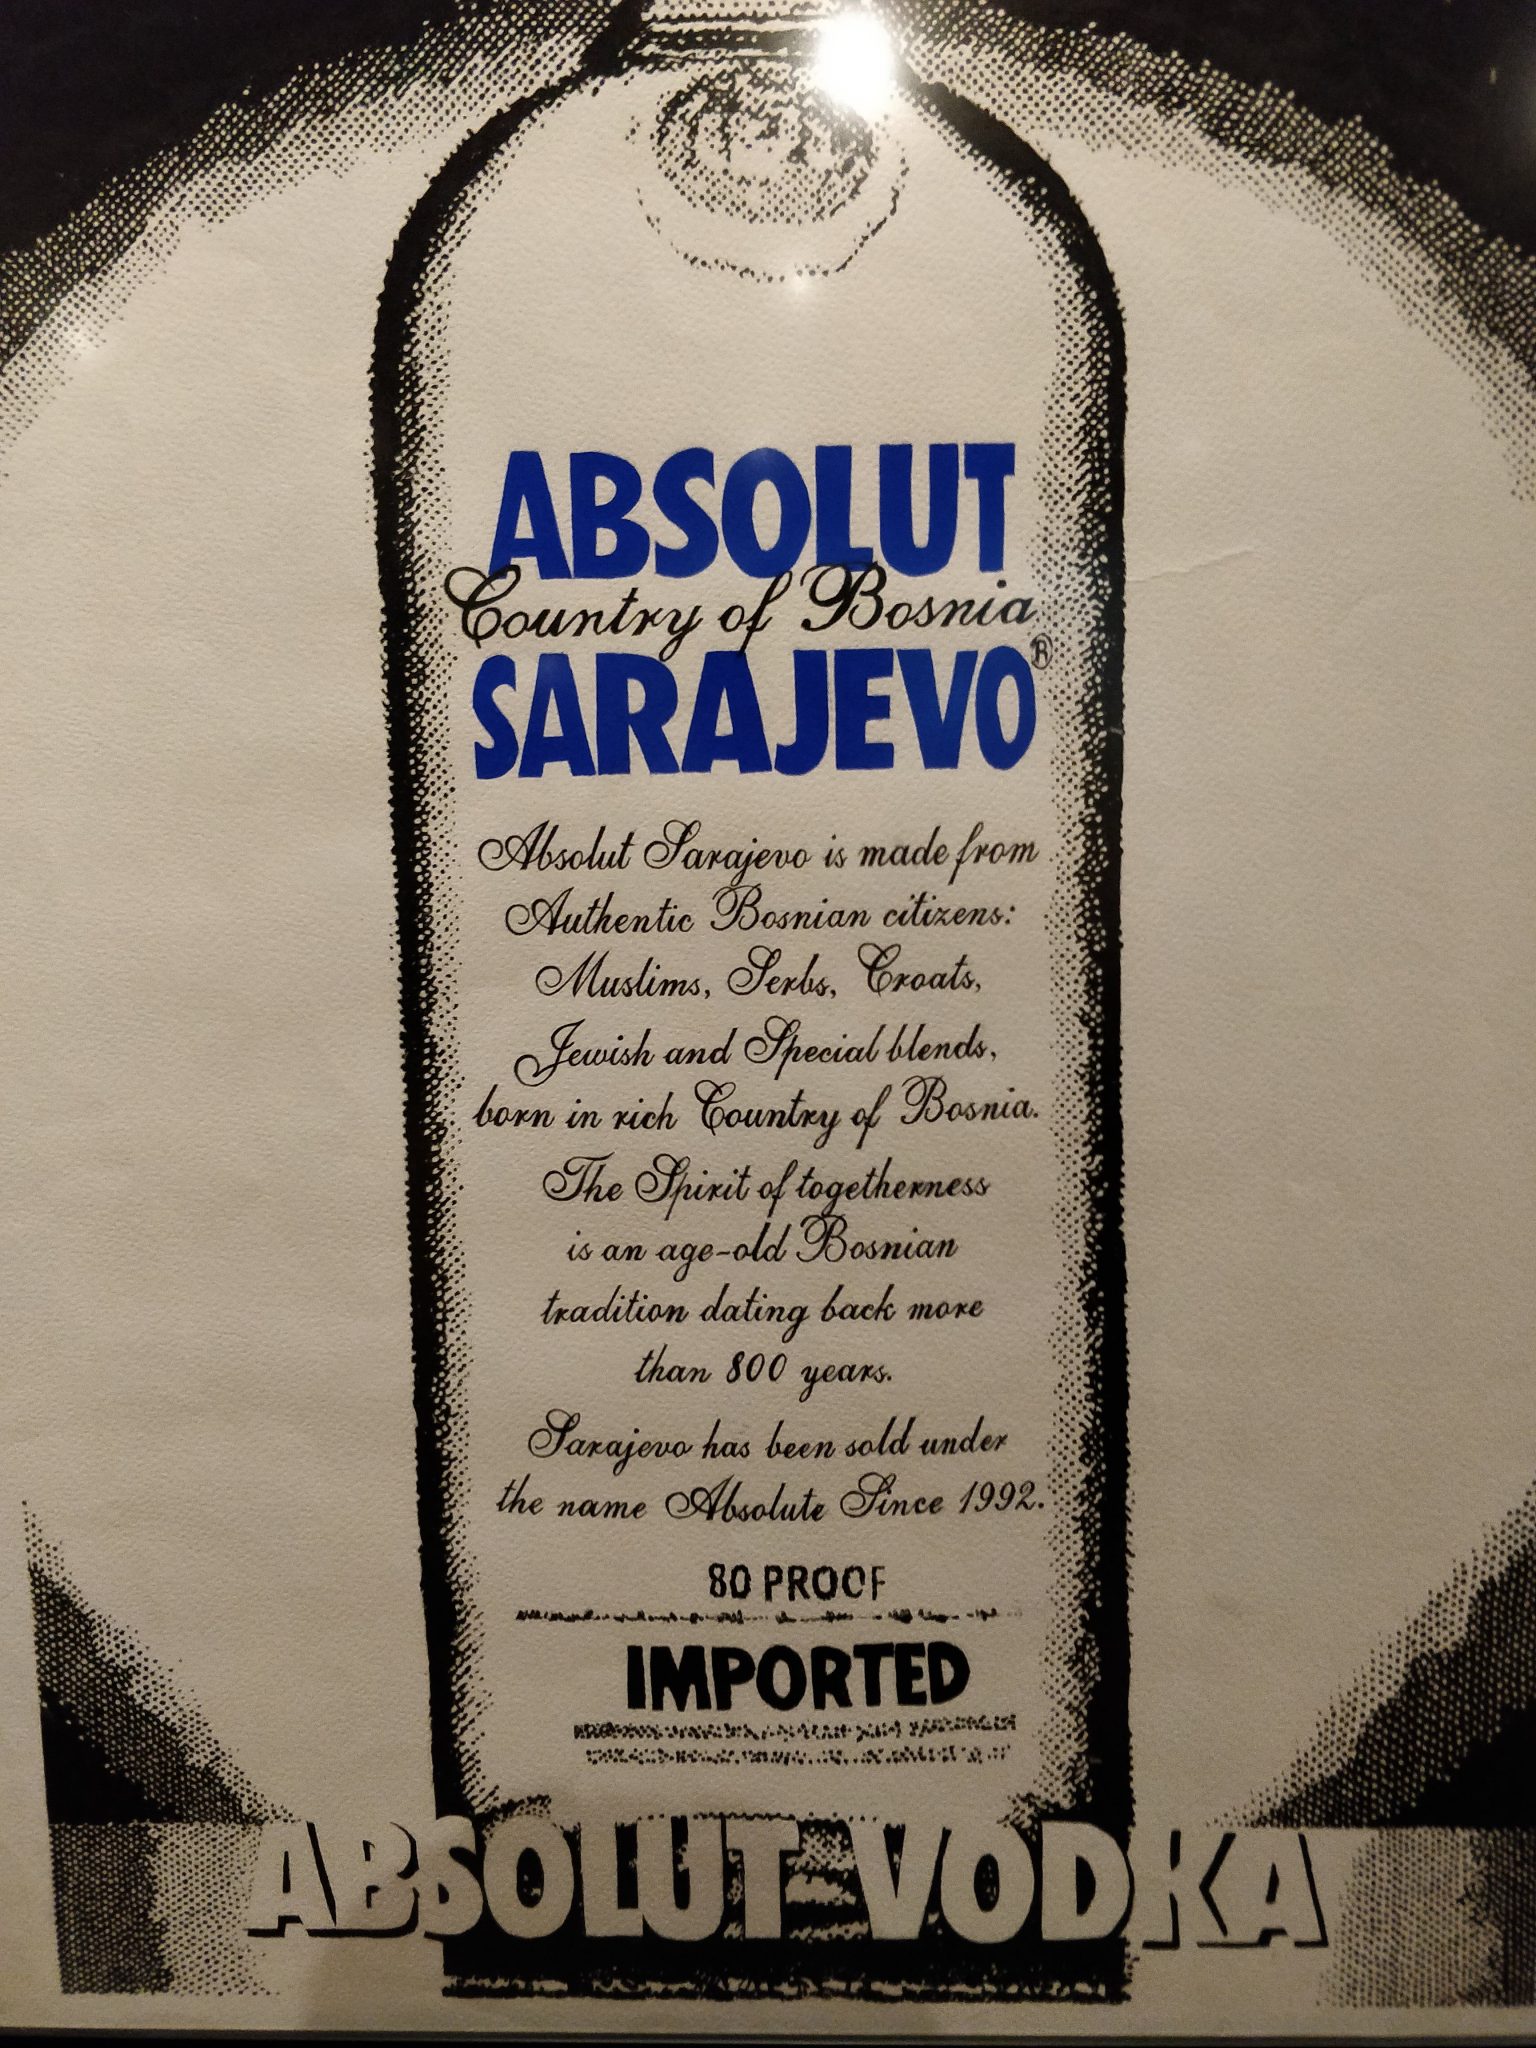 ABSOLUT
Country of Bosnia
SARAJEVO®
Absolut Sarajevo is made from
Authentic Bosnian citizens:
Muslims, Serbs, Croats,
Jewish and Special blends,
born in rich Country of Bosnia.
The Spirit of togetherness
is an age-old Bosnian
tradition dating back more
than 800 years.
Sarajevo has been sold under
the name Absolute Since 1992.
80 PROOF
IMPORTED
ABSOLUT VODKA